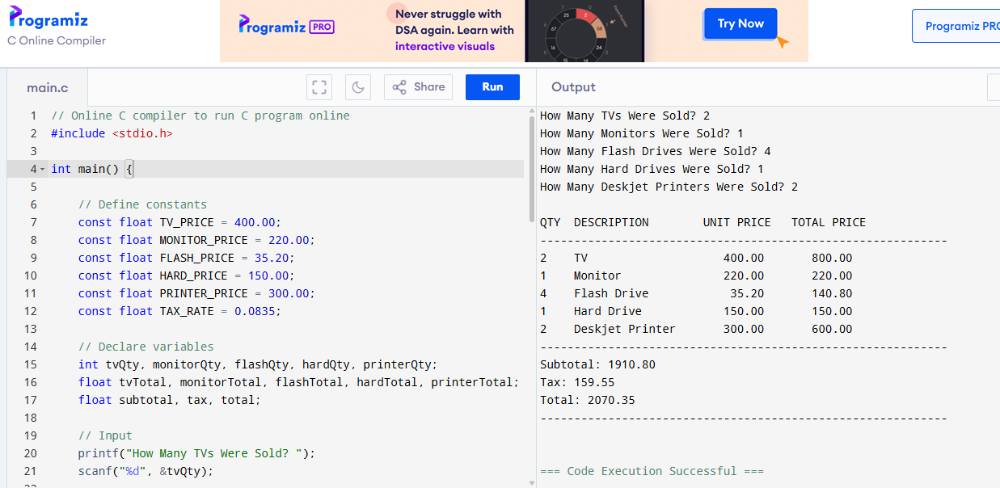 Programiz
C Online Compiler
Programiz PRO
Never struggle with
DSA again. Learn with
interactive visuals
Try Now
Programiz PRO
main.c
Share
Run
Output
1 // Online C compiler to run C program online
2 #include <stdio.h>
3
4 int main() {
5
6 // Define constants
7 const float TV_PRICE = 400.00;
8 const float MONITOR_PRICE = 220.00;
9 const float FLASH_PRICE = 35.20;
10 const float HARD_PRICE = 150.00;
11 const float PRINTER_PRICE = 300.00;
12 const float TAX_RATE = 0.0835;
13
14 // Declare variables
15 int tvQty, monitorQty, flashQty, hardQty, printerQty;
16 float tvTotal, monitorTotal, flashTotal, hardTotal, printerTotal;
17 float subtotal, tax, total;
18
19 // Input
20 printf("How Many TVs Were Sold? ");
21 scanf("%d", &tvQty);
How Many TVs Were Sold? 2
How Many Monitors Were Sold? 1
How Many Flash Drives Were Sold? 4
How Many Hard Drives Were Sold? 1
How Many Deskjet Printers Were Sold? 2
QTY DESCRIPTION UNIT PRICE TOTAL PRICE
------------------------------------------------------------
2 TV 400.00 800.00
1 Monitor 220.00 220.00
4 Flash Drive 35.20 140.80
1 Hard Drive 150.00 150.00
2 Deskjet Printer 300.00 600.00
------------------------------------------------------------
Subtotal: 1910.80
Tax: 159.55
Total: 2070.35
------------------------------------------------------------
=== Code Execution Successful ===